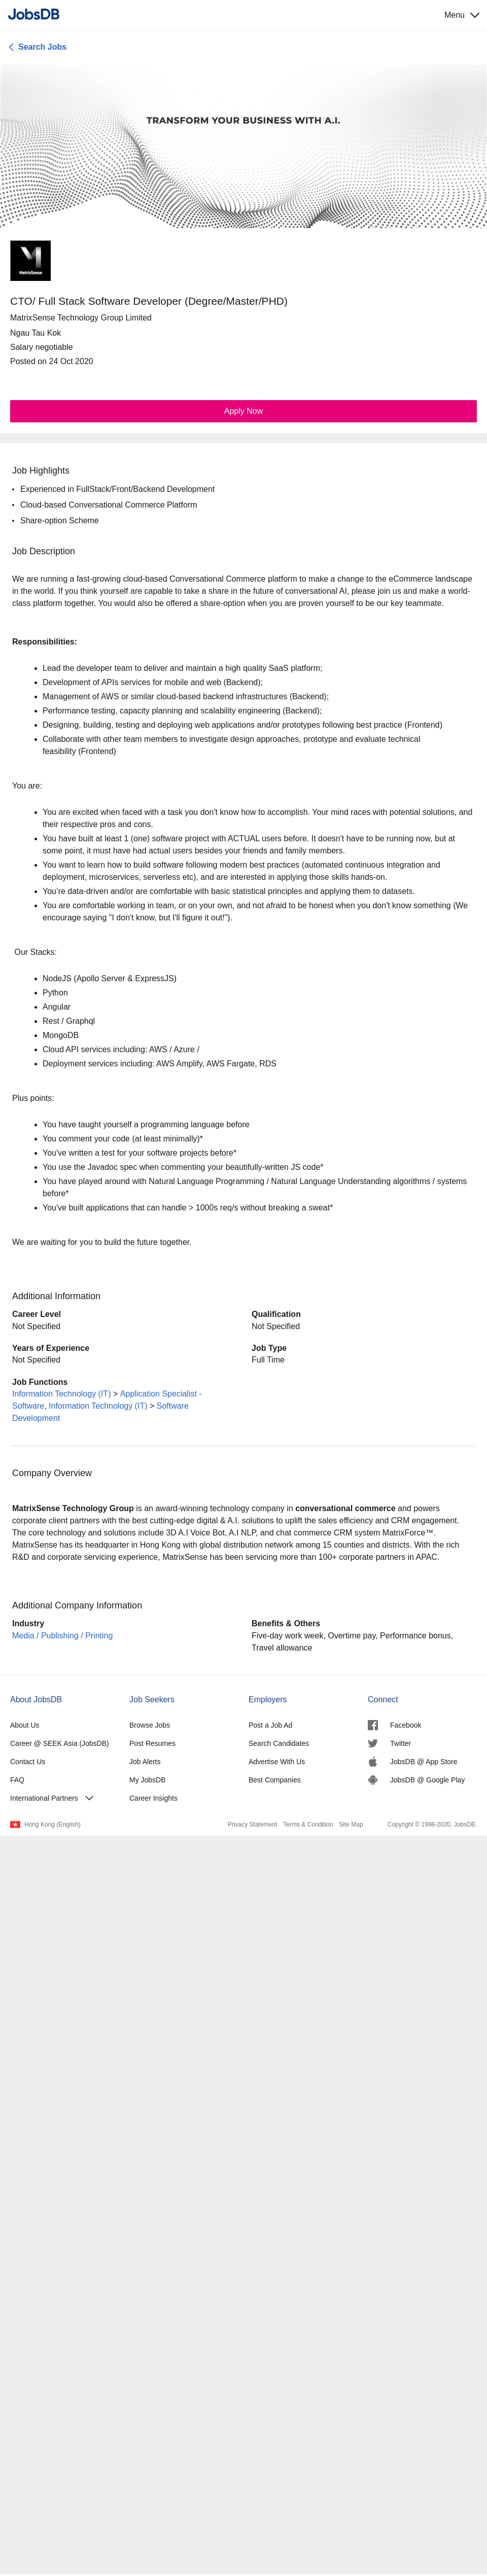 JobsDB
Menu
Search Jobs
TRANSFORM YOUR BUSINESS WITH A.I.
MatrixSense
CTO/ Full Stack Software Developer (Degree/Master/PHD)
MatrixSense Technology Group Limited
Ngau Tau Kok
Salary negotiable
Posted on 24 Oct 2020
Apply Now
Job Highlights
• Experienced in FullStack/Front/Backend Development
• Cloud-based Conversational Commerce Platform
• Share-option Scheme
Job Description
We are running a fast-growing cloud-based Conversational Commerce platform to make a change to the eCommerce landscape
in the world. If you think yourself are capable to take a share in the future of conversational AI, please join us and make a world-
class platform together. You would also be offered a share-option when you are proven yourself to be our key teammate.
Responsibilities:
• Lead the developer team to deliver and maintain a high quality SaaS platform;
• Development of APIs services for mobile and web (Backend);
• Management of AWS or similar cloud-based backend infrastructures (Backend);
• Performance testing, capacity planning and scalability engineering (Backend);
• Designing, building, testing and deploying web applications and/or prototypes following best practice (Frontend)
• Collaborate with other team members to investigate design approaches, prototype and evaluate technical
feasibility (Frontend)
You are:
• You are excited when faced with a task you don't know how to accomplish. Your mind races with potential solutions, and
their respective pros and cons.
• You have built at least 1 (one) software project with ACTUAL users before. It doesn't have to be running now, but at
some point, it must have had actual users besides your friends and family members.
• You want to learn how to build software following modern best practices (automated continuous integration and
deployment, microservices, serverless etc), and are interested in applying those skills hands-on.
• You're data-driven and/or are comfortable with basic statistical principles and applying them to datasets.
• You are comfortable working in team, or on your own, and not afraid to be honest when you don't know something (We
encourage saying "I don't know, but I'll figure it out!").
Our Stacks:
• NodeJS (Apollo Server & ExpressJS)
• Python
• Angular
• Rest / Graphql
• MongoDB
• Cloud API services including: AWS / Azure /
• Deployment services including: AWS Amplify, AWS Fargate, RDS
Plus points:
• You have taught yourself a programming language before
• You comment your code (at least minimally)*
• You've written a test for your software projects before*
• You use the Javadoc spec when commenting your beautifully-written JS code*
• You have played around with Natural Language Programming / Natural Language Understanding algorithms / systems
before*
• You've built applications that can handle > 1000s req/s without breaking a sweat*
We are waiting for you to build the future together.
Additional Information
Career Level
Not Specified
Qualification
Not Specified
Years of Experience
Not Specified
Job Type
Full Time
Job Functions
Information Technology (IT) > Application Specialist -
Software, Information Technology (IT) > Software
Development
Company Overview
MatrixSense Technology Group is an award-winning technology company in conversational commerce and powers
corporate client partners with the best cutting-edge digital & A.I. solutions to uplift the sales efficiency and CRM engagement.
The core technology and solutions include 3D A.I Voice Bot, A.I NLP, and chat commerce CRM system MatrixForce™.
MatrixSense has its headquarter in Hong Kong with global distribution network among 15 counties and districts. With the rich
R&D and corporate servicing experience, MatrixSense has been servicing more than 100+ corporate partners in APAC.
Additional Company Information
Industry
Media / Publishing / Printing
Benefits & Others
Five-day work week, Overtime pay, Performance bonus,
Travel allowance
About JobsDB
About Us
Career @ SEEK Asia (JobsDB)
Contact Us
FAQ
International Partners
Job Seekers
Browse Jobs
Post Resumes
Job Alerts
My JobsDB
Career Insights
Employers
Post a Job Ad
Search Candidates
Advertise With Us
Best Companies
Connect
Facebook
Twitter
JobsDB @ App Store
JobsDB @ Google Play
Hong Kong (English)
Privacy Statement Terms & Condition Site Map Copyright © 1998-2020, JobsDB.